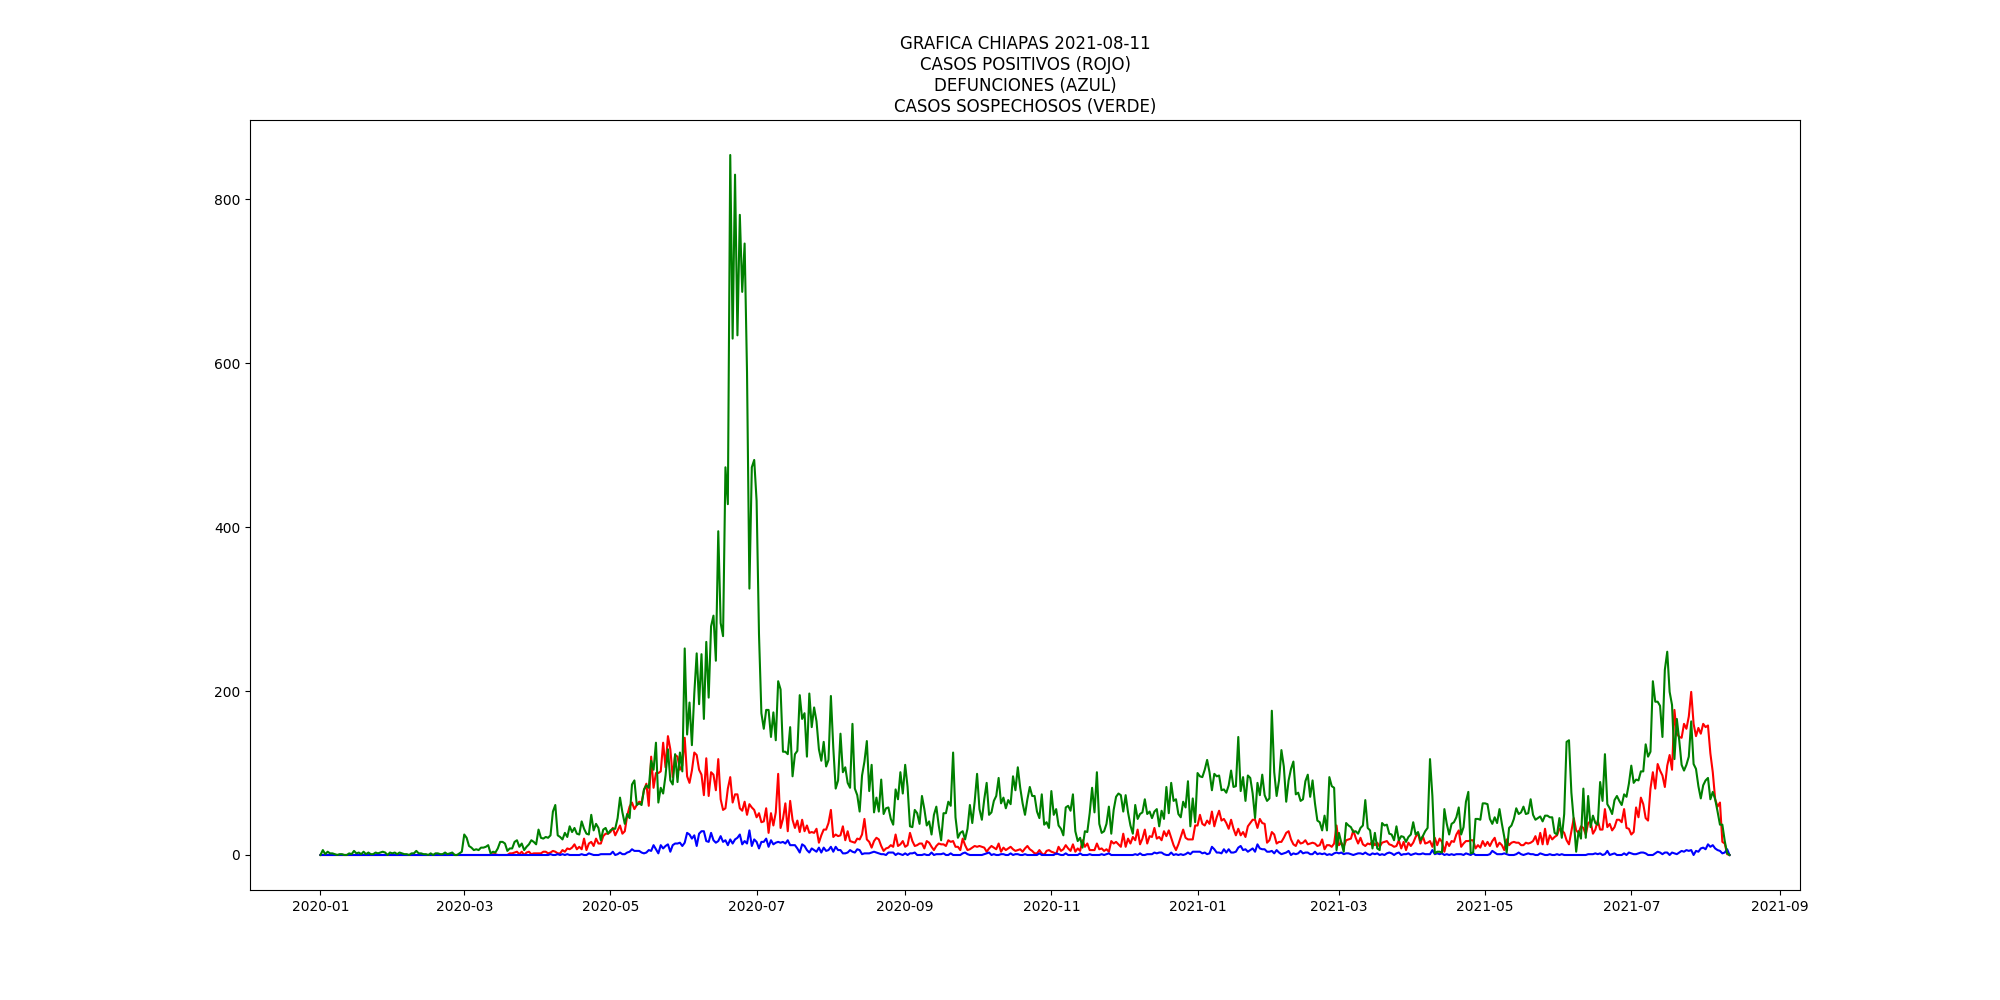 GRAFICA CHIAPAS 2021-08-11
CASOS POSITIVOS (ROJO)
DEFUNCIONES (AZUL)
CASOS SOSPECHOSOS (VERDE)
800
600
400
200
0
2020-01 2020-03 2020-05 2020-07 2020-09 2020-11 2021-01 2021-03 2021-05 2021-07 2021-09